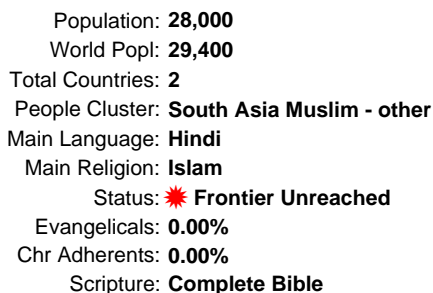 Population: 28,000
World Popl: 29,400
Total Countries: 2
People Cluster: South Asia Muslim - other
Main Language: Hindi
Main Religion: Islam
Status: Frontier Unreached
Evangelicals: 0.00%
Chr Adherents: 0.00%
Scripture: Complete Bible